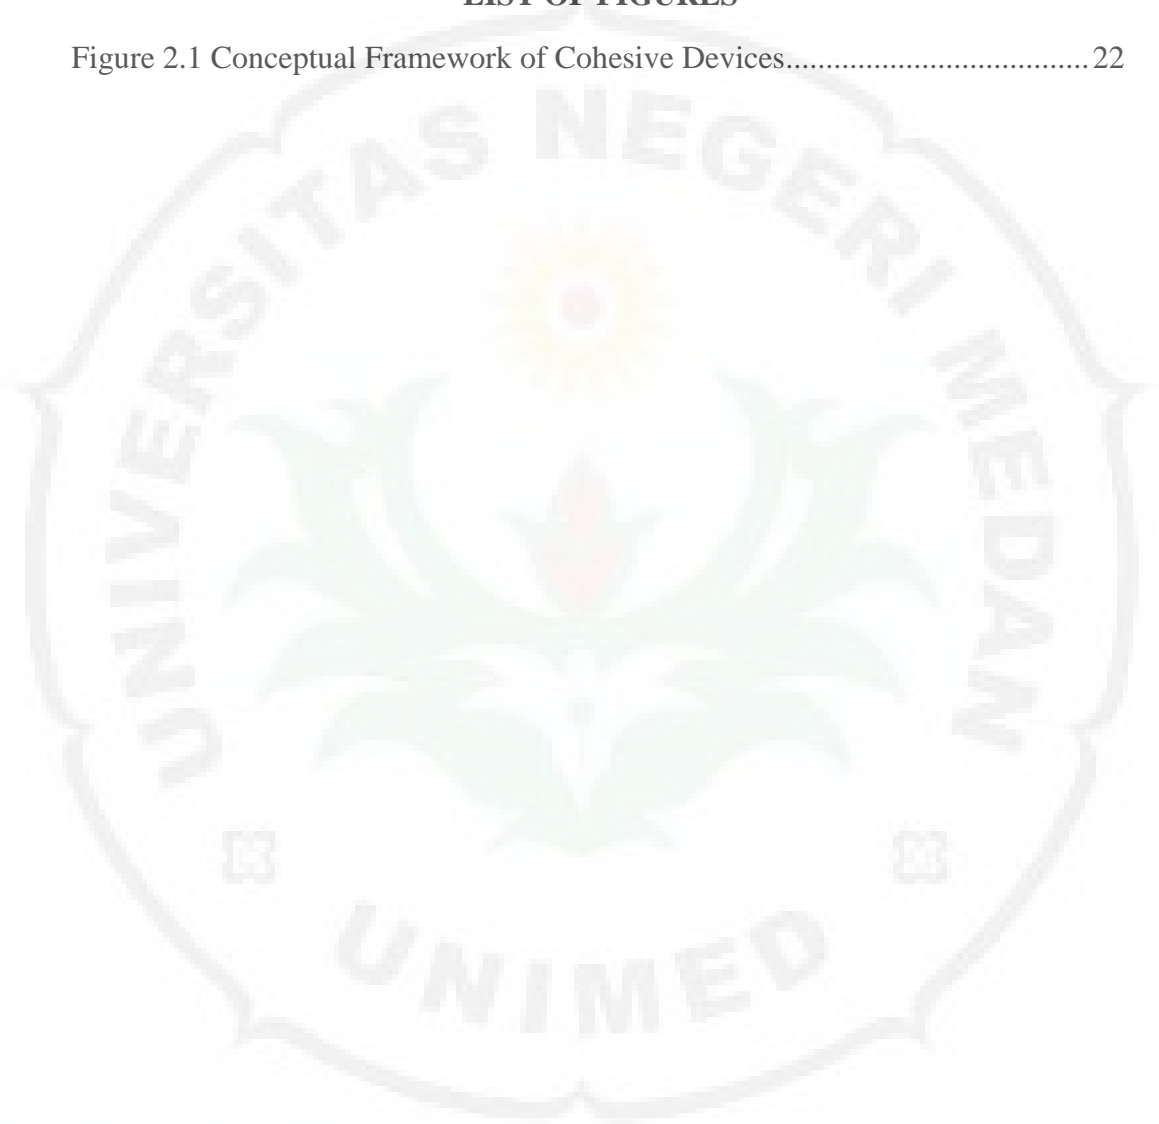 LIST OF FIGURES
Figure 2.1 Conceptual Framework of Cohesive Devices.....................................22
UNIVERSITAS NEGERI MEDAN
UNIMED